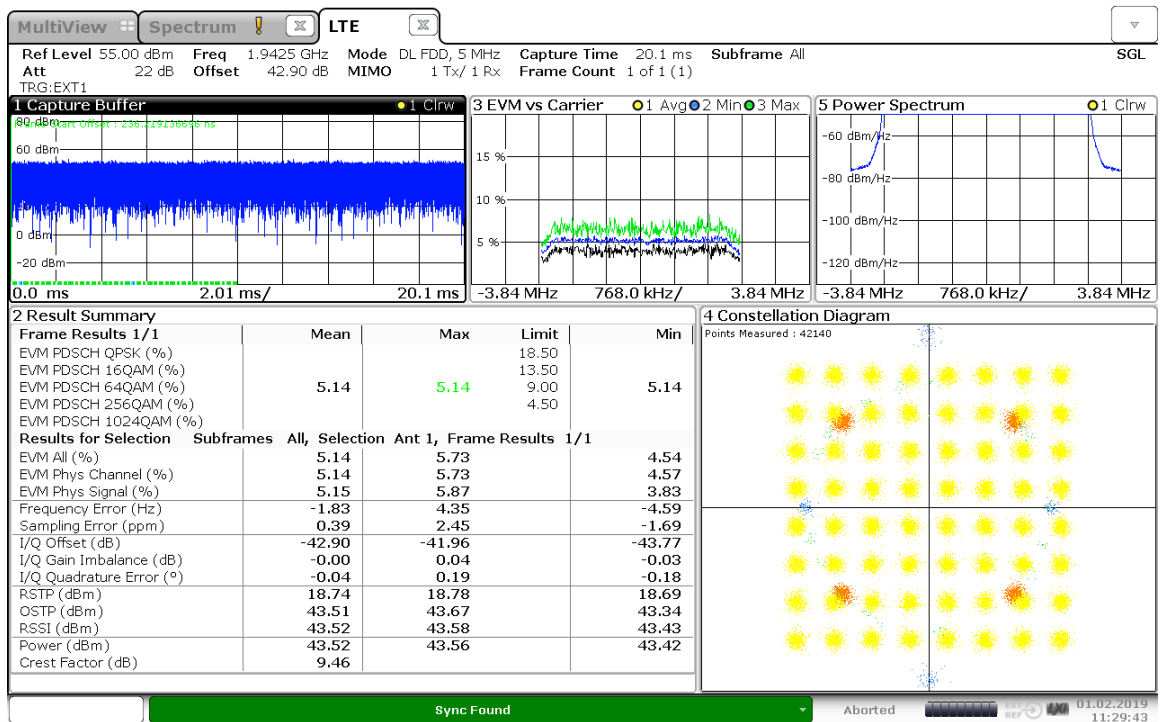 MultiView Spectrum LTE
Ref Level 55.00 dBm Freq 1.9425 GHz Mode DL FDD, 5 MHz Capture Time 20.1 ms Subframe All SGL
Att 22 dB Offset 42.90 dB MIMO 1 Tx/ 1 Rx Frame Count 1 of 1 (1)
TRG:EXT1
1 Capture Buffer 1 Clrw
80 dBm
Frame Start Offset : 236.219136696 ns
60 dBm
0 dBm
-20 dBm
0.0 ms 2.01 ms/ 20.1 ms
3 EVM vs Carrier 1 Avg 2 Min 3 Max
15 %
10 %
5 %
-3.84 MHz 768.0 kHz/ 3.84 MHz
5 Power Spectrum 1 Clrw
-60 dBm/Hz
-80 dBm/Hz
-100 dBm/Hz
-120 dBm/Hz
-3.84 MHz 768.0 kHz/ 3.84 MHz
2 Result Summary
Frame Results 1/1 Mean Max Limit Min
EVM PDSCH QPSK (%) 18.50
EVM PDSCH 16QAM (%) 13.50
EVM PDSCH 64QAM (%) 5.14 5.14 9.00 5.14
EVM PDSCH 256QAM (%) 4.50
EVM PDSCH 1024QAM (%)
Results for Selection Subframes All, Selection Ant 1, Frame Results 1/1
EVM All (%) 5.14 5.73 4.54
EVM Phys Channel (%) 5.14 5.73 4.57
EVM Phys Signal (%) 5.15 5.87 3.83
Frequency Error (Hz) -1.83 4.35 -4.59
Sampling Error (ppm) 0.39 2.45 -1.69
I/Q Offset (dB) -42.90 -41.96 -43.77
I/Q Gain Imbalance (dB) -0.00 0.04 -0.03
I/Q Quadrature Error (°) -0.04 0.19 -0.18
RSTP (dBm) 18.74 18.78 18.69
OSTP (dBm) 43.51 43.67 43.34
RSSI (dBm) 43.52 43.58 43.43
Power (dBm) 43.52 43.56 43.42
Crest Factor (dB) 9.46
4 Constellation Diagram
Points Measured : 42140
Sync Found
Aborted
EXT
REF
LXI
01.02.2019
11:29:43